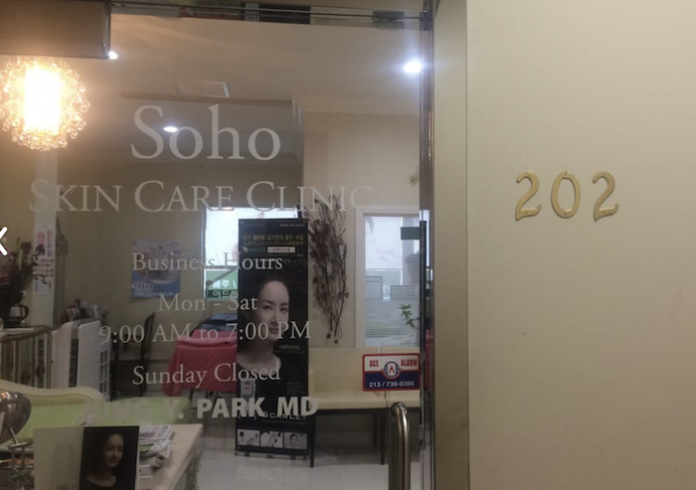 Soho
SKIN CARE CLINIC
202
Business Hours
Mon - Sat
9:00 AM to 7:00 PM
Sunday Closed
PARK MD
ACE ALARM
213 / 739-0366